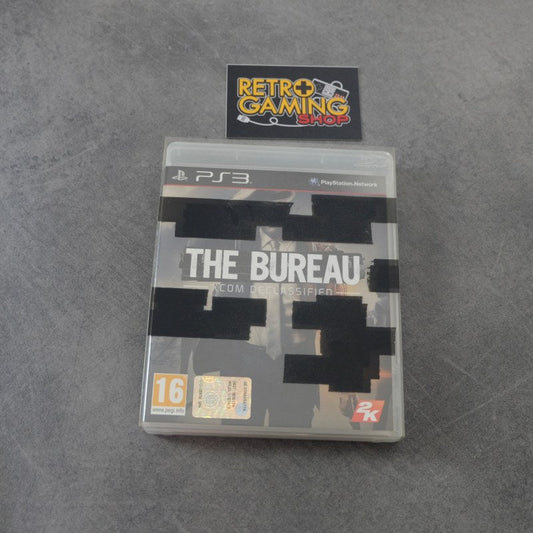 RETRO
GAMING
SHOP
PS3
PlayStation Network
THE BUREAU
XCOM DECLASSIFIED
16
www.pegi.info
2K